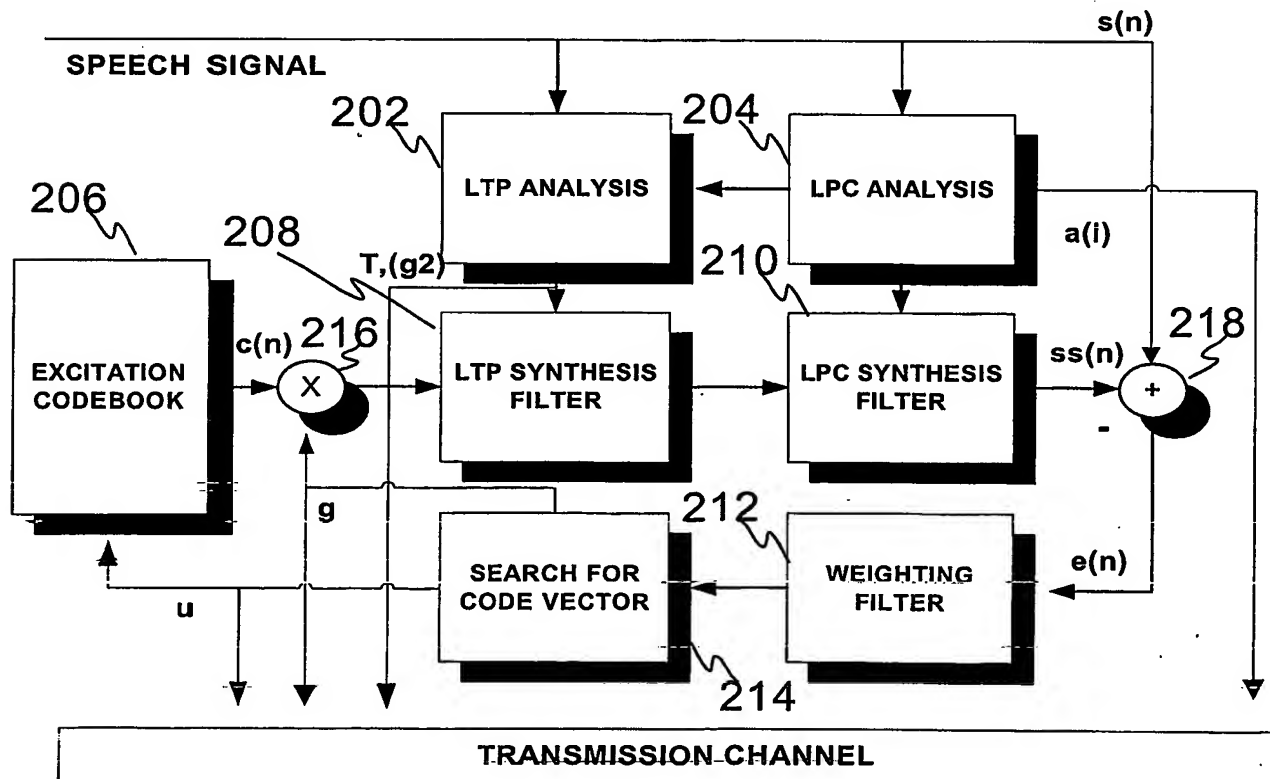 s(n)
SPEECH SIGNAL
202
204
LTP ANALYSIS
LPC ANALYSIS
206
208
T,(g2)
210
a(i)
218
EXCITATION
CODEBOOK
c(n)
216
X
LTP SYNTHESIS
FILTER
LPC SYNTHESIS
FILTER
ss(n)
+
-
g
212
SEARCH FOR
CODE VECTOR
WEIGHTING
FILTER
e(n)
u
214
TRANSMISSION CHANNEL